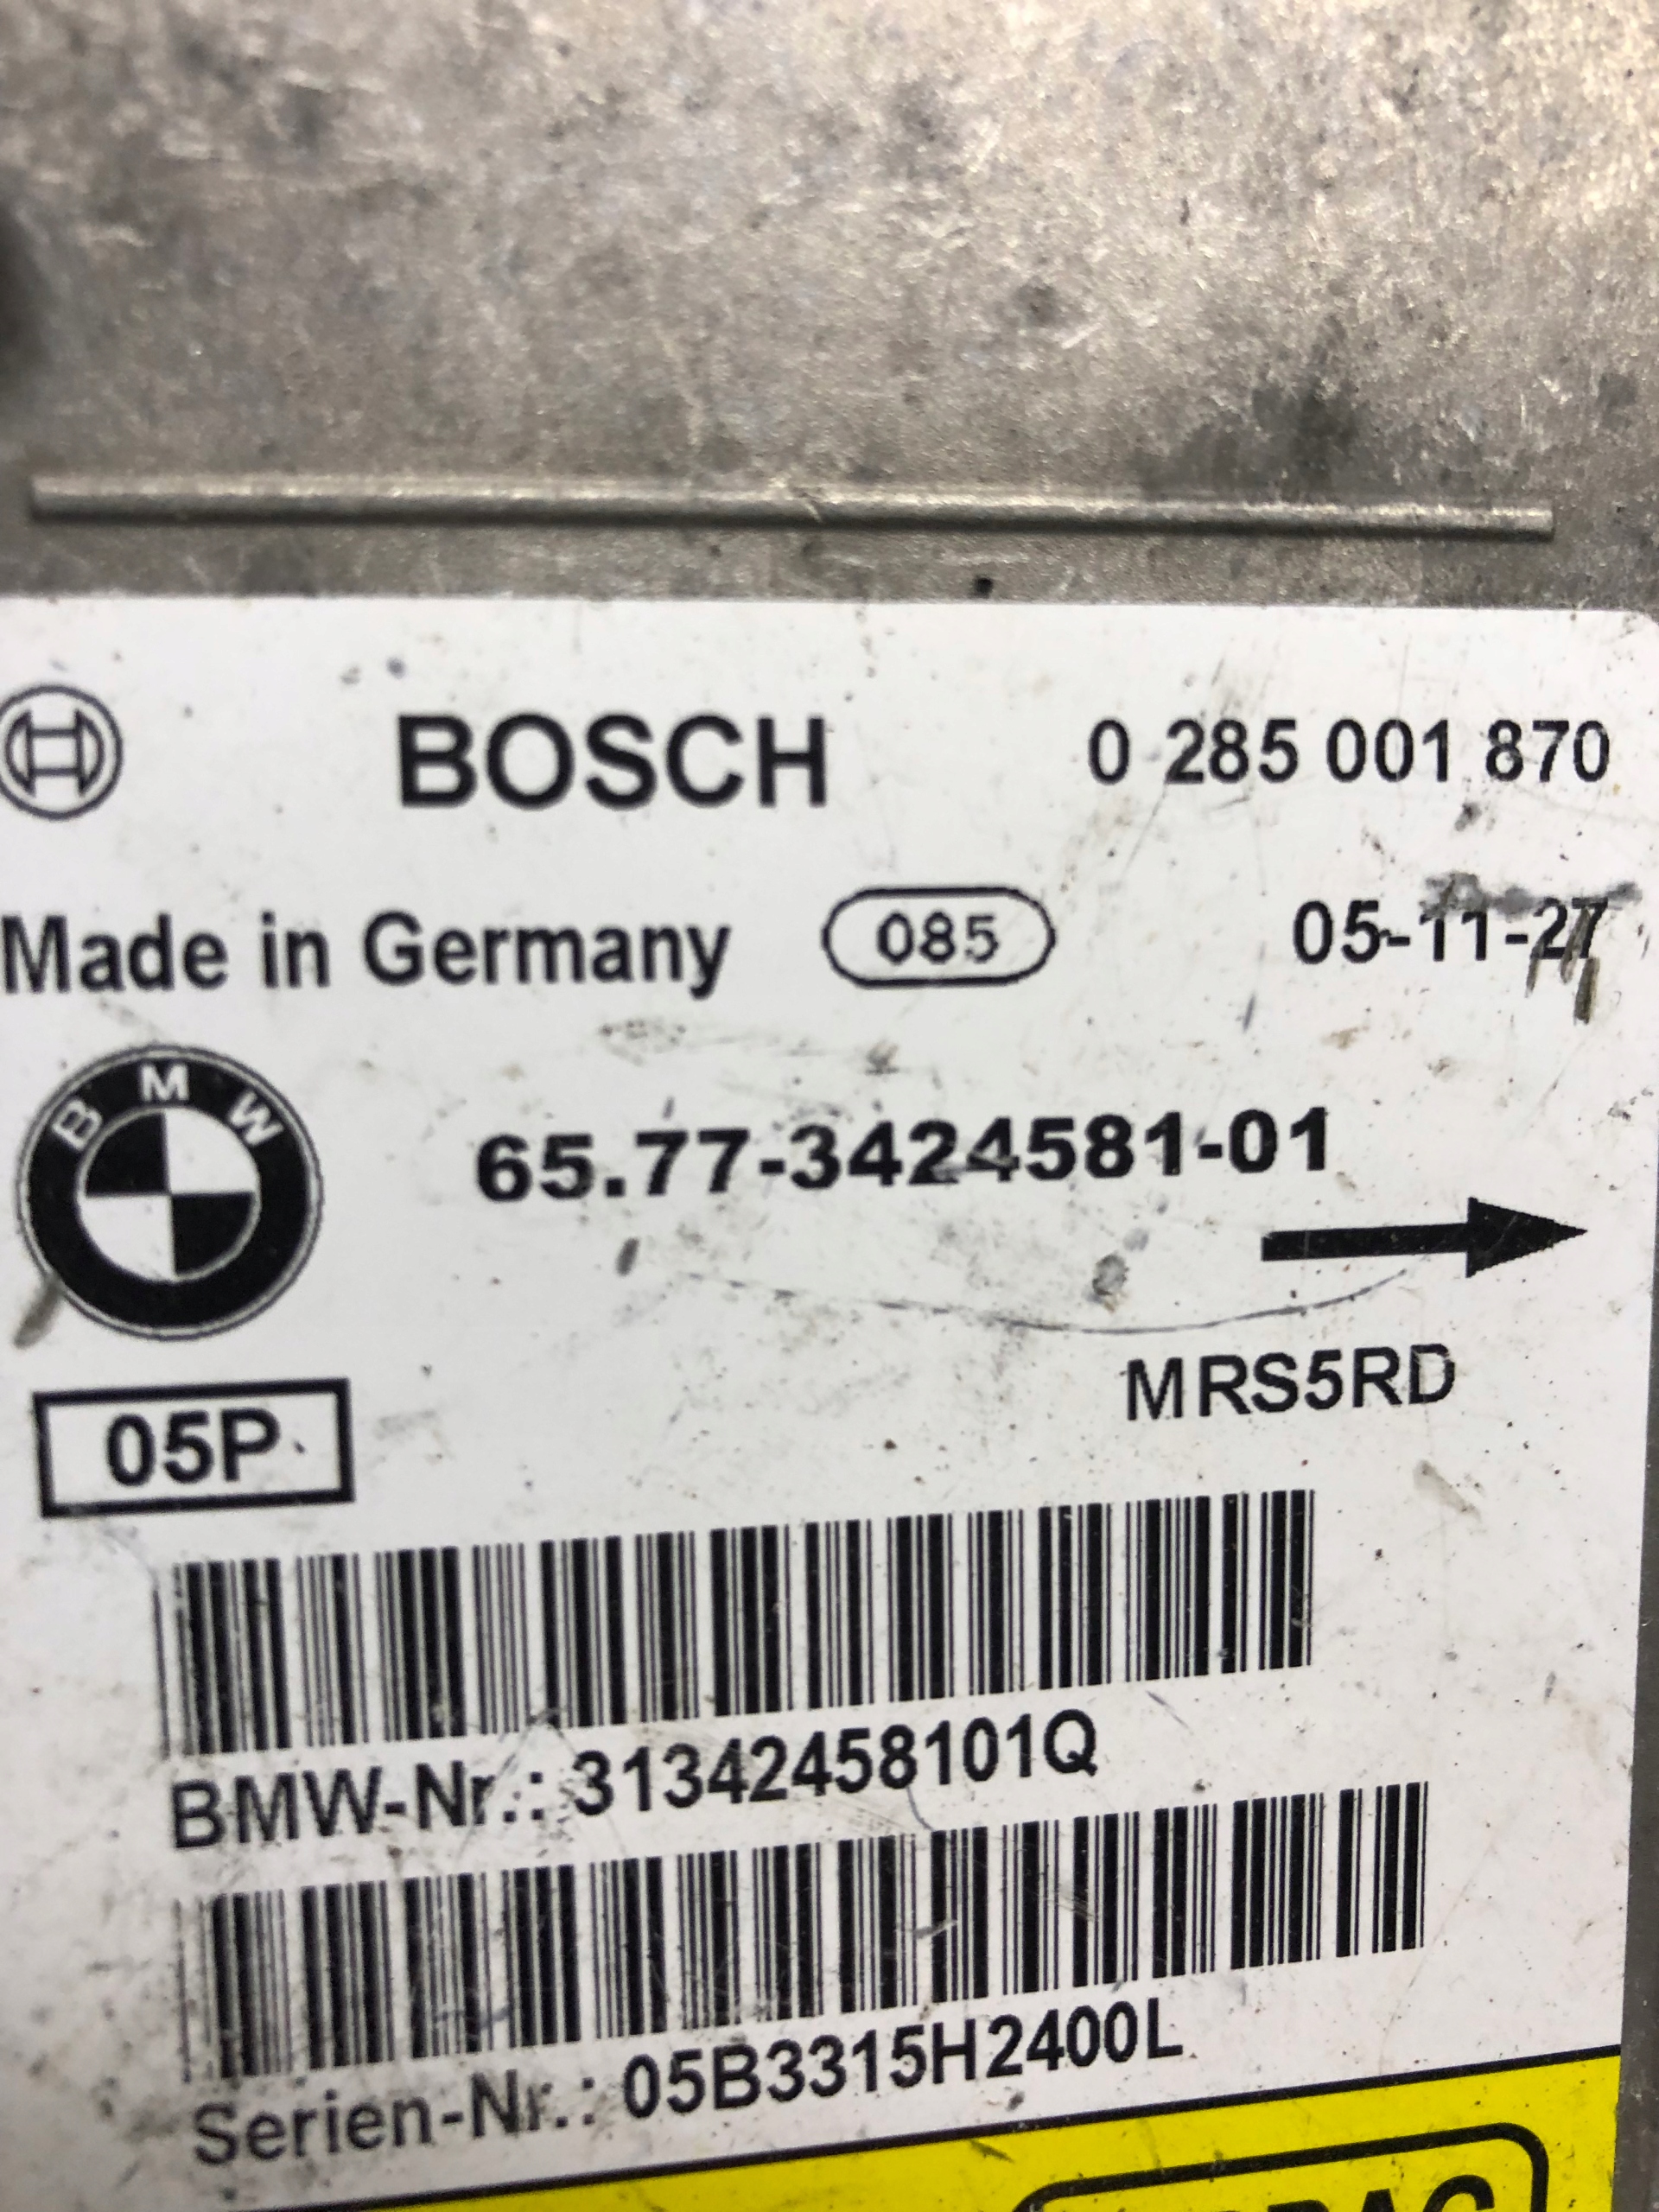 BOSCH 0 285 001 870
Made in Germany 085 05-11-27
BMW
65.77-3424581-01
MRS5RD
05P
BMW-Nr.: 31342458101Q
Serien-Nr.: 05B3315H2400L